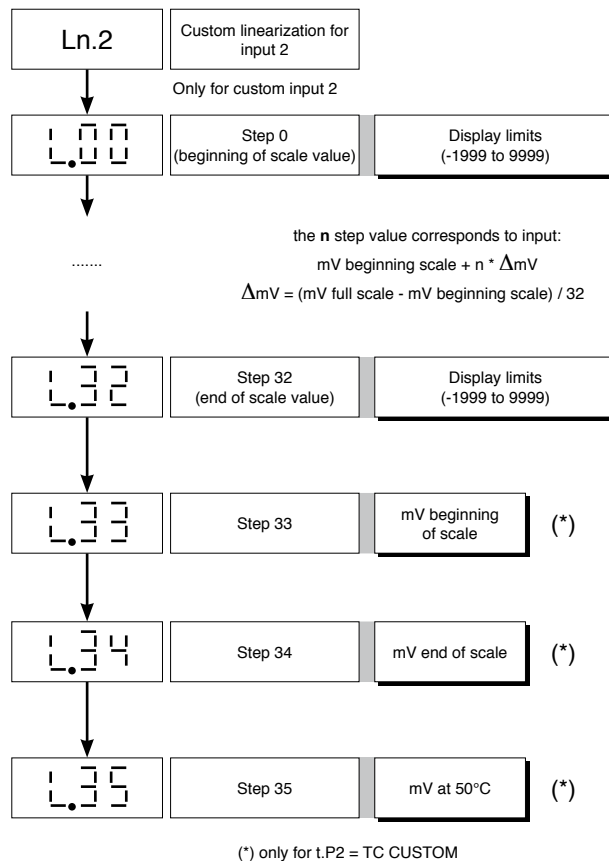 Ln.2
Custom linearization for
input 2
Only for custom input 2
L.00
Step 0
(beginning of scale value)
Display limits
(-1999 to 9999)
the n step value corresponds to input:
mV beginning scale + n * ΔmV
ΔmV = (mV full scale - mV beginning scale) / 32
.......
L.32
Step 32
(end of scale value)
Display limits
(-1999 to 9999)
L.33
Step 33
mV beginning
of scale
(*)
L.34
Step 34
mV end of scale
(*)
L.35
Step 35
mV at 50°C
(*)
(*) only for t.P2 = TC CUSTOM